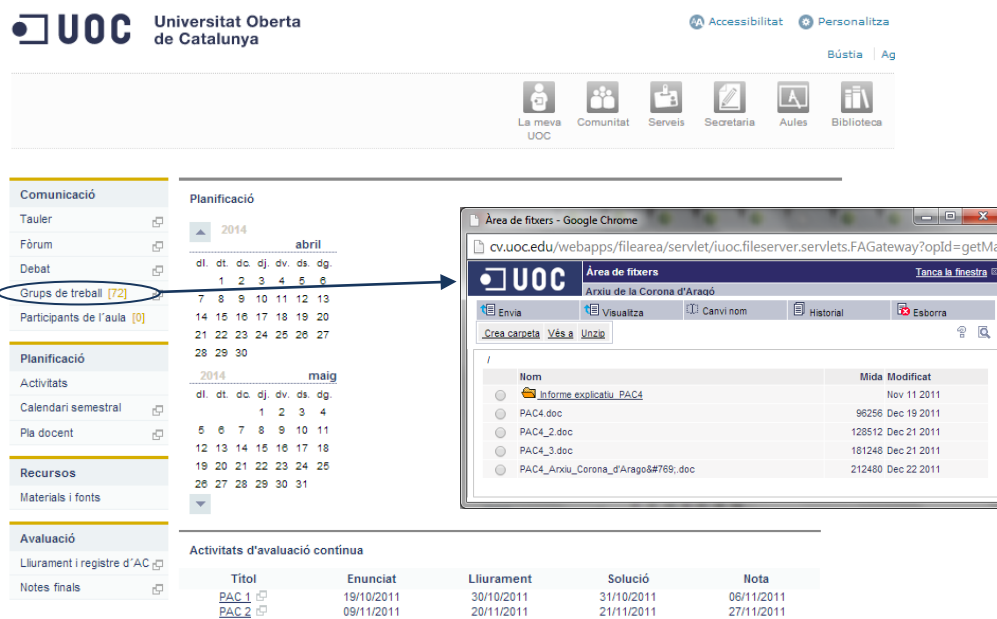 UOC Universitat Oberta
de Catalunya
Accessibilitat Personalitza
Bústia Ag
La meva UOC Comunitat Serveis Secretaria Aules Biblioteca
Comunicació
Tauler
Fòrum
Debat
Grups de treball [72]
Participants de l´aula [0]
Planificació
Activitats
Calendari semestral
Pla docent
Recursos
Materials i fonts
Avaluació
Lliurament i registre d´AC
Notes finals
Planificació
2014
abril
dl. dt. dc. dj. dv. ds. dg.
1 2 3 4 5 6
7 8 9 10 11 12 13
14 15 16 17 18 19 20
21 22 23 24 25 26 27
28 29 30
2014 maig
dl. dt. dc. dj. dv. ds. dg.
1 2 3 4
5 6 7 8 9 10 11
12 13 14 15 16 17 18
19 20 21 22 23 24 25
26 27 28 29 30 31
Àrea de fitxers - Google Chrome
cv.uoc.edu/webapps/filearea/servlet/iuoc.fileserver.servlets.FAGateway?opId=getMa
UOC Àrea de fitxers Tanca la finestra
Arxiu de la Corona d'Aragó
Envia Visualitza Canvi nom Historial Esborra
Crea carpeta Vés a Unzip
/
Nom Mida Modificat
Informe explicatiu PAC4 Nov 11 2011
PAC4.doc 96256 Dec 19 2011
PAC4_2.doc 128512 Dec 21 2011
PAC4_3.doc 181248 Dec 21 2011
PAC4_Arxiu_Corona_d'Arago&#769;.doc 212480 Dec 22 2011
Activitats d'avaluació contínua
Títol Enunciat Lliurament Solució Nota
PAC 1 19/10/2011 30/10/2011 31/10/2011 06/11/2011
PAC 2 09/11/2011 20/11/2011 21/11/2011 27/11/2011